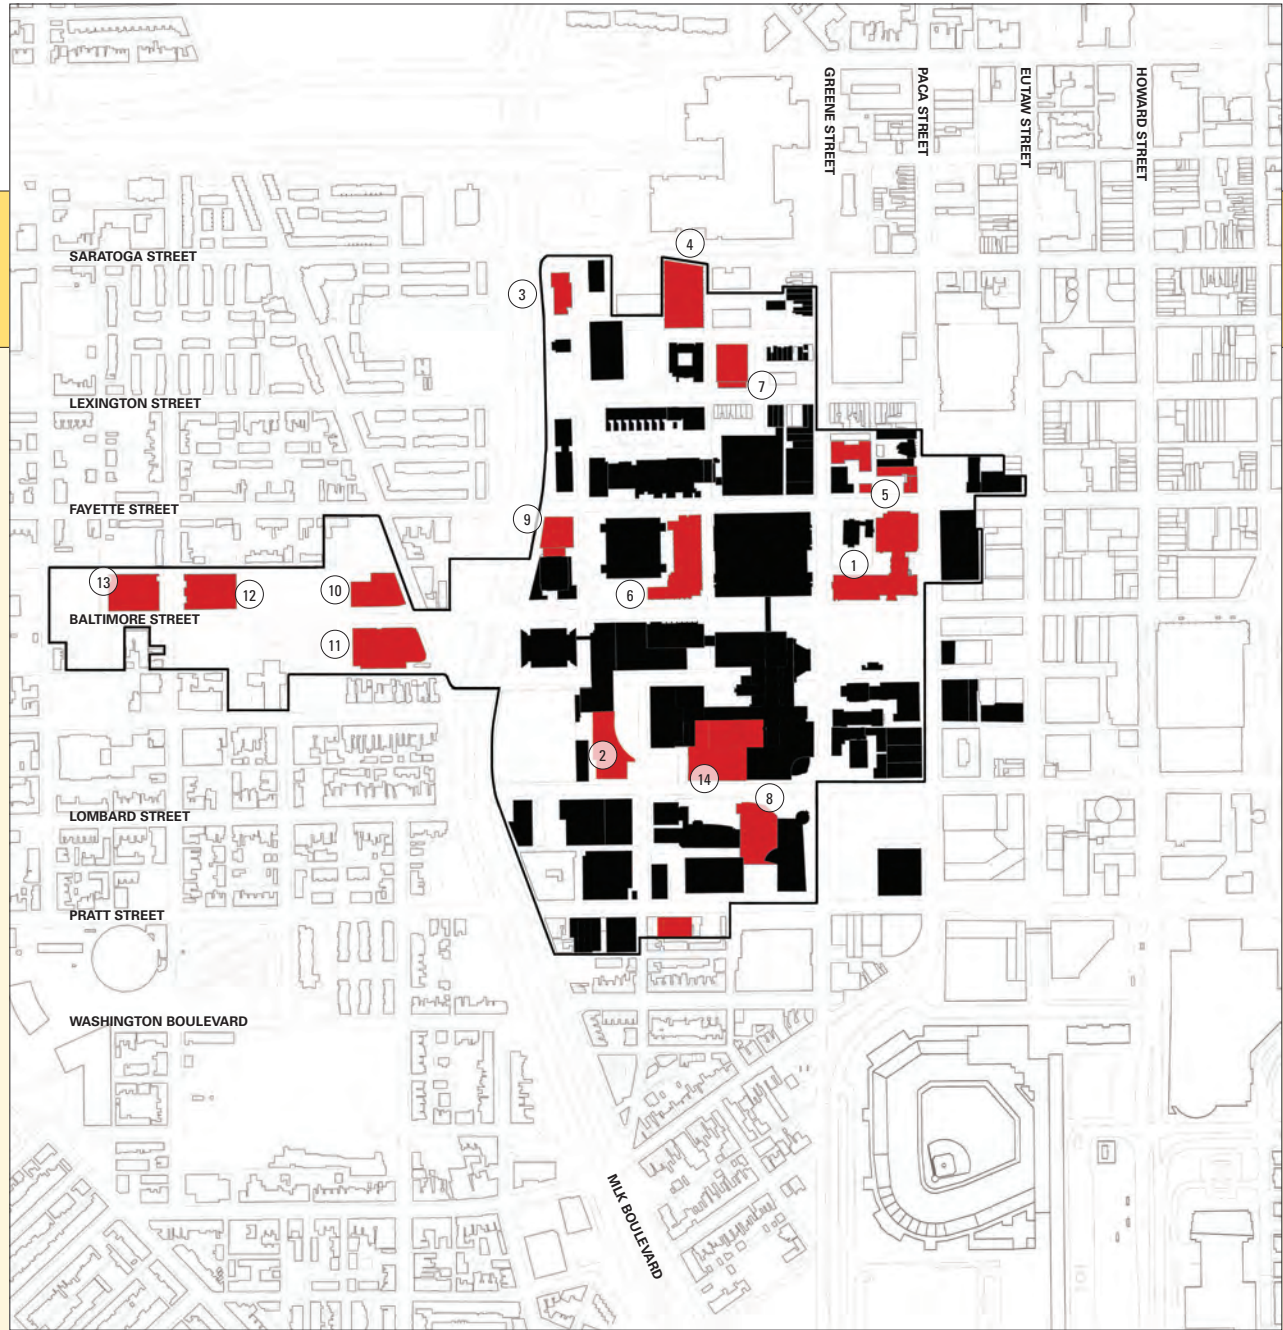 GREENE STREET
PACA STREET
EUTAW STREET
HOWARD STREET
4
SARATOGA STREET
3
7
LEXINGTON STREET
5
FAYETTE STREET
9
1
13
10
12
6
BALTIMORE STREET
11
2
14
8
LOMBARD STREET
PRATT STREET
WASHINGTON BOULEVARD
MLK BOULEVARD